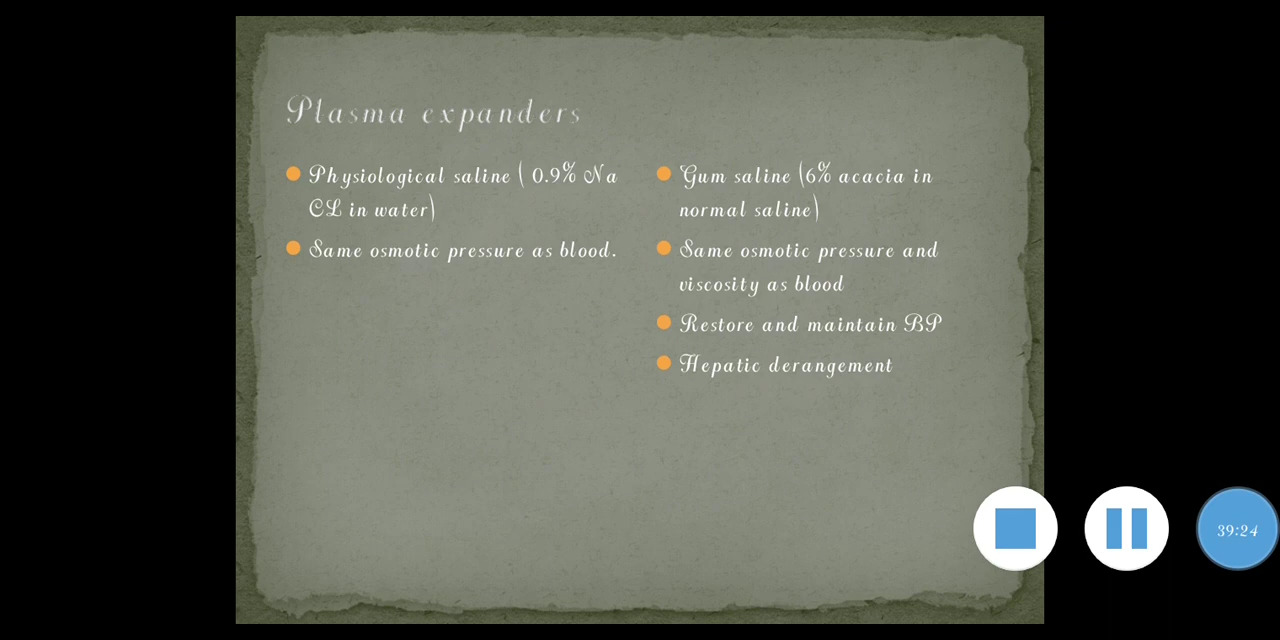 Plasma expanders
Physiological saline ( 0.9% Na
CL in water)
Same osmotic pressure as blood.
Gum saline (6% acacia in
normal saline)
Same osmotic pressure and
viscosity as blood
Restore and maintain BP
Hepatic derangement
39:24